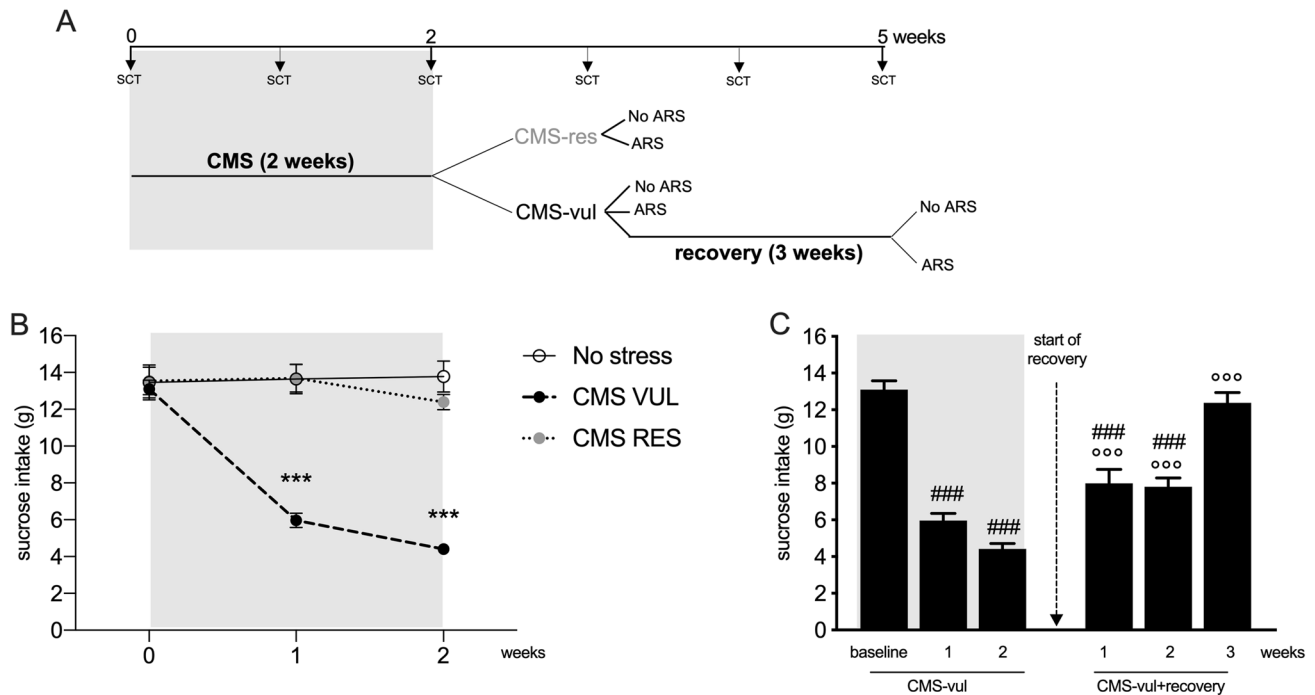 A
0 2 5 weeks
SCT SCT SCT SCT SCT SCT
CMS (2 weeks)
CMS-res
No ARS
ARS
CMS-vul
No ARS
ARS
recovery (3 weeks)
No ARS
ARS
B
sucrose intake (g)
16
14
12
10
8
6
4
2
0
***
***
0 1 2 weeks
No stress
CMS VUL
CMS RES
C
sucrose intake (g)
16
14
12
10
8
6
4
2
0
start of
recovery
###
###
###
°°°
###
°°°
°°°
baseline 1 2 1 2 3 weeks
CMS-vul CMS-vul+recovery